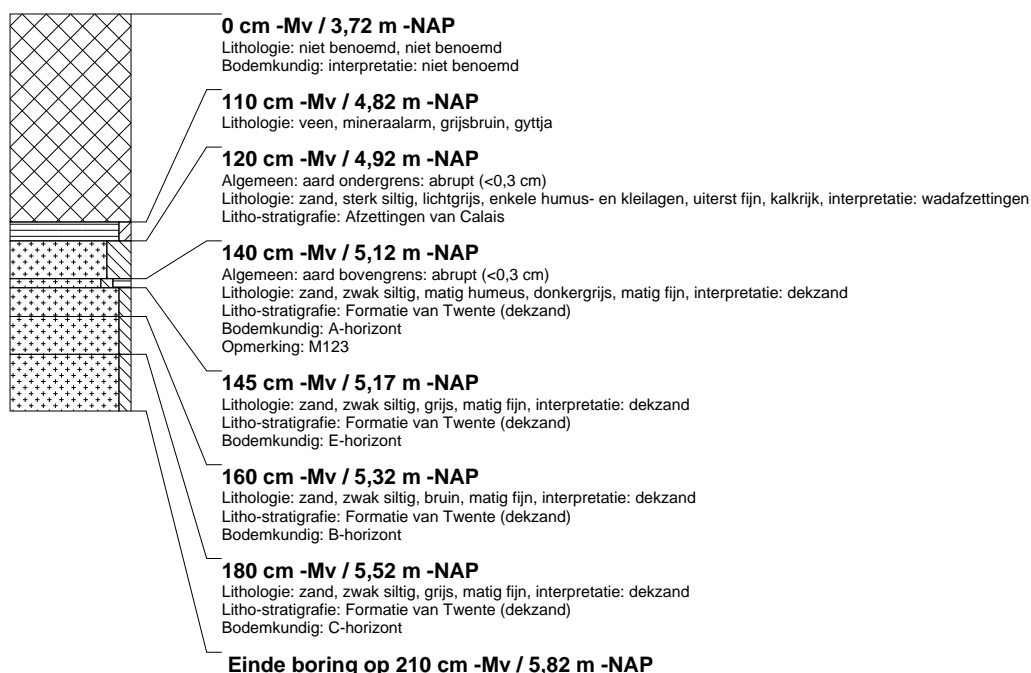 0 cm -Mv / 3,72 m -NAP
Lithologie: niet benoemd, niet benoemd
Bodemkundig: interpretatie: niet benoemd
110 cm -Mv / 4,82 m -NAP
Lithologie: veen, mineraalarm, grijsbruin, gyttja
120 cm -Mv / 4,92 m -NAP
Algemeen: aard ondergrens: abrupt (<0,3 cm)
Lithologie: zand, sterk siltig, lichtgrijs, enkele humus- en kleilagen, uiterst fijn, kalkrijk, interpretatie: wadafzettingen
Litho-stratigrafie: Afzettingen van Calais
140 cm -Mv / 5,12 m -NAP
Algemeen: aard bovengrens: abrupt (<0,3 cm)
Lithologie: zand, zwak siltig, matig humeus, donkergrijs, matig fijn, interpretatie: dekzand
Litho-stratigrafie: Formatie van Twente (dekzand)
Bodemkundig: A-horizont
Opmerking: M123
145 cm -Mv / 5,17 m -NAP
Lithologie: zand, zwak siltig, grijs, matig fijn, interpretatie: dekzand
Litho-stratigrafie: Formatie van Twente (dekzand)
Bodemkundig: E-horizont
160 cm -Mv / 5,32 m -NAP
Lithologie: zand, zwak siltig, bruin, matig fijn, interpretatie: dekzand
Litho-stratigrafie: Formatie van Twente (dekzand)
Bodemkundig: B-horizont
180 cm -Mv / 5,52 m -NAP
Lithologie: zand, zwak siltig, grijs, matig fijn, interpretatie: dekzand
Litho-stratigrafie: Formatie van Twente (dekzand)
Bodemkundig: C-horizont
Einde boring op 210 cm -Mv / 5,82 m -NAP